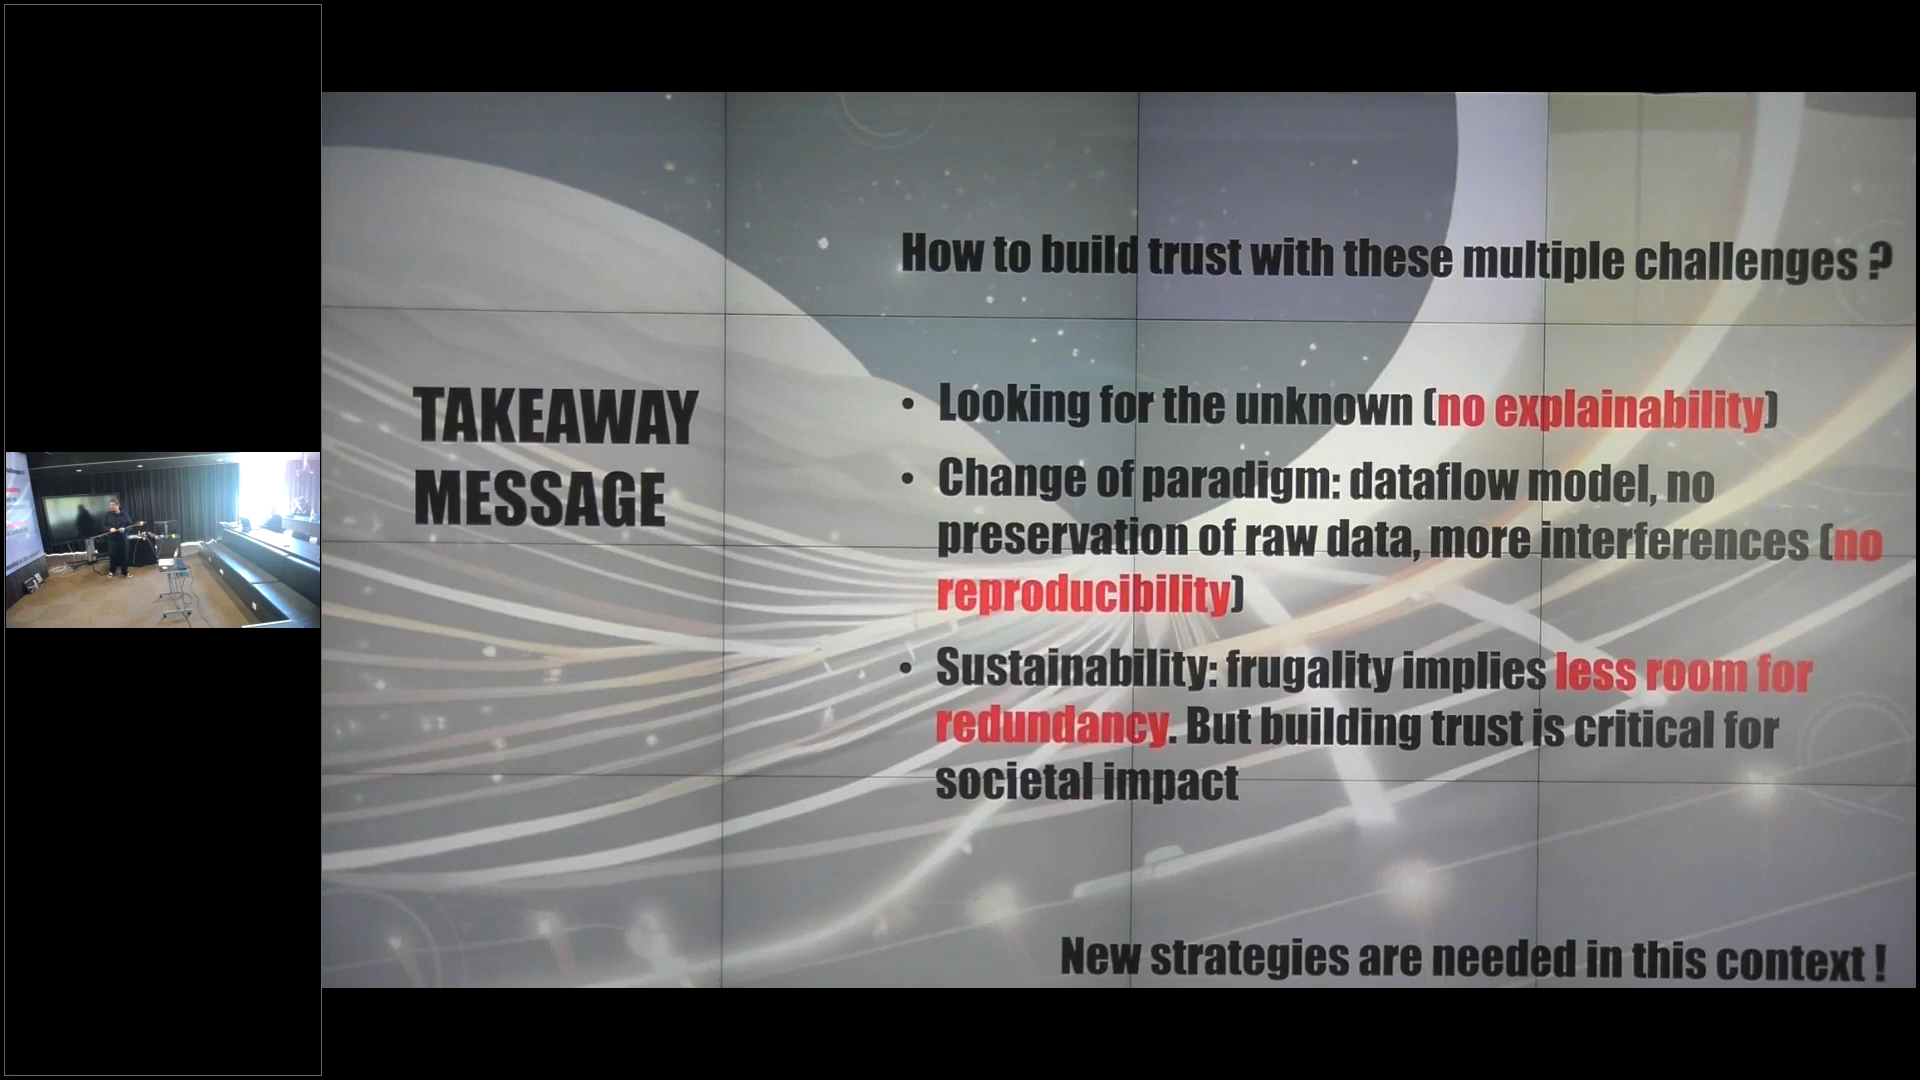 How to build trust with these multiple challenges ?
TAKEAWAY
MESSAGE
• Looking for the unknown (no explainability)
• Change of paradigm: dataflow model, no
preservation of raw data, more interferences (no
reproducibility)
• Sustainability: frugality implies less room for
redundancy. But building trust is critical for
societal impact
New strategies are needed in this context !